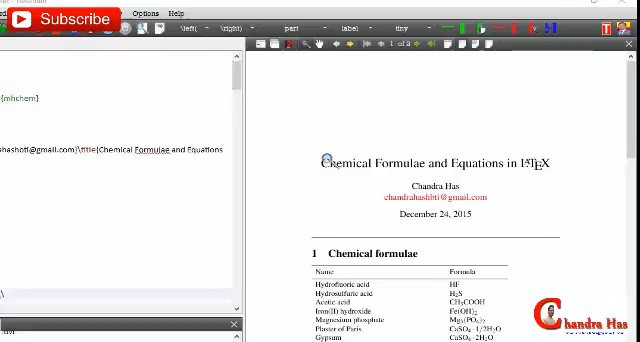 Subscribe
Options Help
\left( \right) part label tiny
1 of 2
{mhchem}
ahashbti@gmail.com}\title{Chemical Formulae and Equations
\\
Chemical Formulae and Equations in LATEX
Chandra Has
chandrahashbti@gmail.com
December 24, 2015
1 Chemical formulae
Name Formula
Hydrofluoric acid HF
Hydrosulfuric acid H₂S
Acetic acid CH₃COOH
Iron(II) hydroxide Fe(OH)₂
Magnesium phosphate Mg₃(PO₄)₂
Plaster of Paris CaSO₄·1/2H₂O
Gypsum CaSO₄·2H₂O
Chandra Has